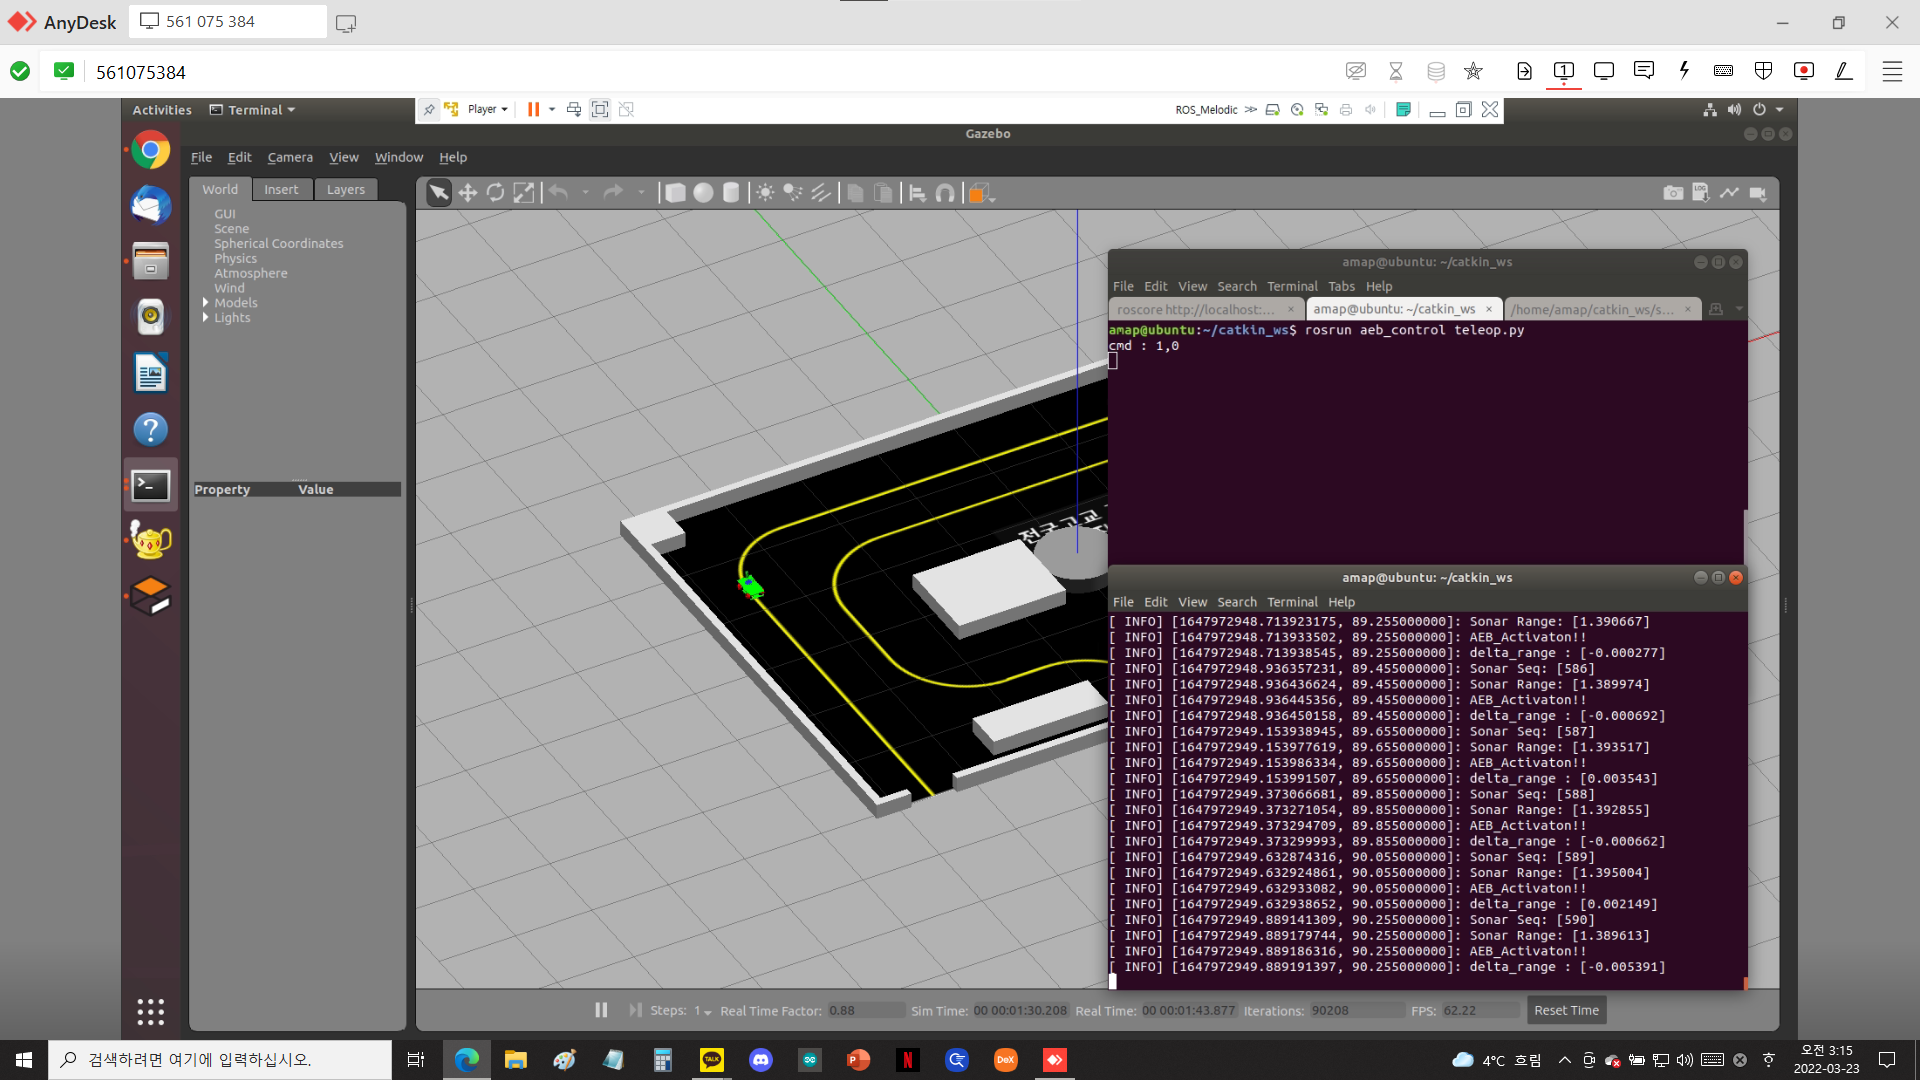 AnyDesk
561 075 384
561075384
Activities
Terminal
Player
ROS_Melodic
Gazebo
File Edit Camera View Window Help
World Insert Layers
GUI
Scene
Spherical Coordinates
Physics
Atmosphere
Wind
Models
Lights
Property Value
LOG
전국고교
amap@ubuntu: ~/catkin_ws
File Edit View Search Terminal Tabs Help
roscore http://localhost:...
amap@ubuntu: ~/catkin_ws
/home/amap/catkin_ws/s...
amap@ubuntu:~/catkin_ws$ rosrun aeb_control teleop.py
cmd : 1,0
amap@ubuntu: ~/catkin_ws
File Edit View Search Terminal Help
[ INFO] [1647972948.713923175, 89.255000000]: Sonar Range: [1.390667]
[ INFO] [1647972948.713933502, 89.255000000]: AEB_Activaton!!
[ INFO] [1647972948.713938545, 89.255000000]: delta_range : [-0.000277]
[ INFO] [1647972948.936357231, 89.455000000]: Sonar Seq: [586]
[ INFO] [1647972948.936436624, 89.455000000]: Sonar Range: [1.389974]
[ INFO] [1647972948.936445356, 89.455000000]: AEB_Activaton!!
[ INFO] [1647972948.936450158, 89.455000000]: delta_range : [-0.000692]
[ INFO] [1647972949.153938945, 89.655000000]: Sonar Seq: [587]
[ INFO] [1647972949.153977619, 89.655000000]: Sonar Range: [1.393517]
[ INFO] [1647972949.153986334, 89.655000000]: AEB_Activaton!!
[ INFO] [1647972949.153991507, 89.655000000]: delta_range : [0.003543]
[ INFO] [1647972949.373066681, 89.855000000]: Sonar Seq: [588]
[ INFO] [1647972949.373271054, 89.855000000]: Sonar Range: [1.392855]
[ INFO] [1647972949.373294709, 89.855000000]: AEB_Activaton!!
[ INFO] [1647972949.373299993, 89.855000000]: delta_range : [-0.000662]
[ INFO] [1647972949.632874316, 90.055000000]: Sonar Seq: [589]
[ INFO] [1647972949.632924861, 90.055000000]: Sonar Range: [1.395004]
[ INFO] [1647972949.632933082, 90.055000000]: AEB_Activaton!!
[ INFO] [1647972949.632938652, 90.055000000]: delta_range : [0.002149]
[ INFO] [1647972949.889141309, 90.255000000]: Sonar Seq: [590]
[ INFO] [1647972949.889179744, 90.255000000]: Sonar Range: [1.389613]
[ INFO] [1647972949.889186316, 90.255000000]: AEB_Activaton!!
[ INFO] [1647972949.889191397, 90.255000000]: delta_range : [-0.005391]
Steps: 1 Real Time Factor: 0.88 Sim Time: 00 00:01:30.208 Real Time: 00 00:01:43.877 Iterations: 90208 FPS: 62.22 Reset Time
검색하려면 여기에 입력하십시오.
TALK
DeX
4°C 흐림
오전 3:15
2022-03-23